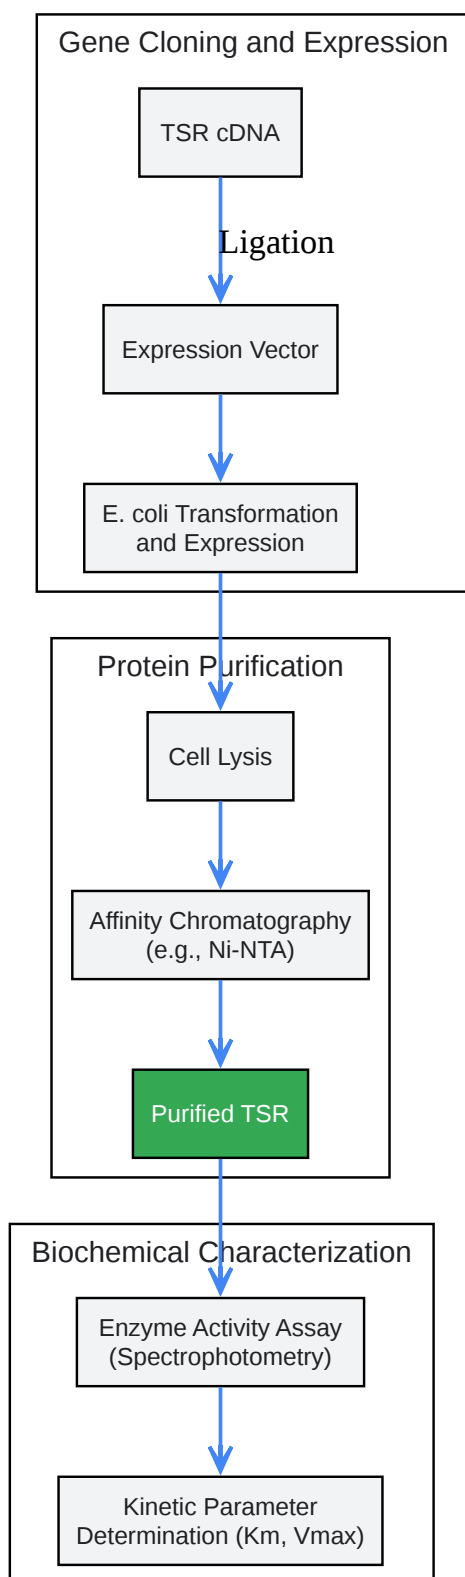 Gene Cloning and Expression
TSR cDNA
Ligation
Expression Vector
E. coli Transformation
and Expression
Protein Purification
Cell Lysis
Affinity Chromatography
(e.g., Ni-NTA)
Purified TSR
Biochemical Characterization
Enzyme Activity Assay
(Spectrophotometry)
Kinetic Parameter
Determination (Km, Vmax)